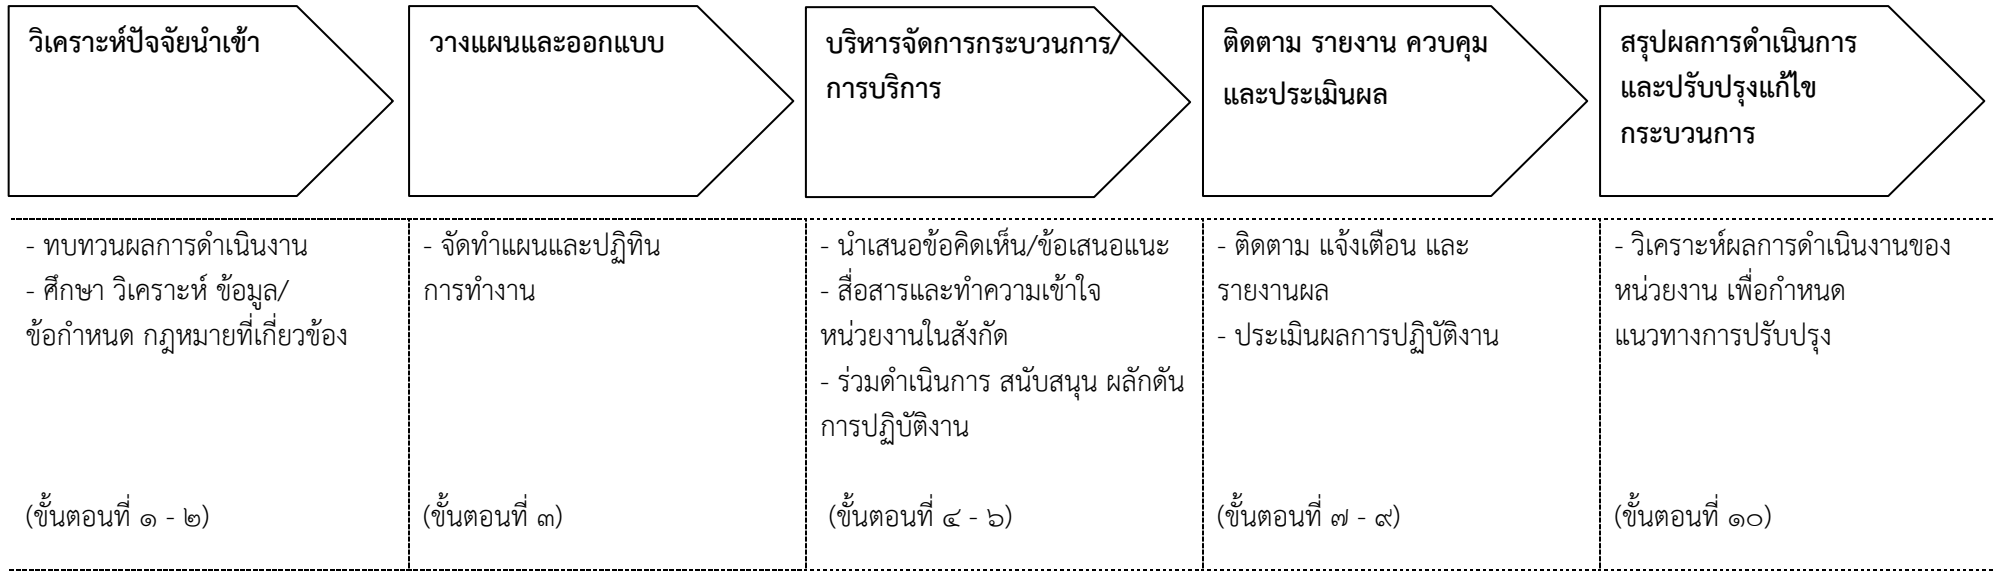 วิเคราะห์ปัจจัยนำเข้า
วางแผนและออกแบบ
บริหารจัดการกระบวนการ/
การบริการ
ติดตาม รายงาน ควบคุม
และประเมินผล
สรุปผลการดำเนินการ
และปรับปรุงแก้ไข
กระบวนการ
- ทบทวนผลการดำเนินงาน
- ศึกษา วิเคราะห์ ข้อมูล/
ข้อกำหนด กฎหมายที่เกี่ยวข้อง
(ขั้นตอนที่ ๑ - ๒)
- จัดทำแผนและปฏิทิน
การทำงาน
(ขั้นตอนที่ ๓)
- นำเสนอข้อคิดเห็น/ข้อเสนอแนะ
- สื่อสารและทำความเข้าใจ
หน่วยงานในสังกัด
- ร่วมดำเนินการ สนับสนุน ผลักดัน
การปฏิบัติงาน
(ขั้นตอนที่ ๔ - ๖)
- ติดตาม แจ้งเตือน และ
รายงานผล
- ประเมินผลการปฏิบัติงาน
(ขั้นตอนที่ ๗ - ๙)
- วิเคราะห์ผลการดำเนินงานของ
หน่วยงาน เพื่อกำหนด
แนวทางการปรับปรุง
(ขั้นตอนที่ ๑๐)